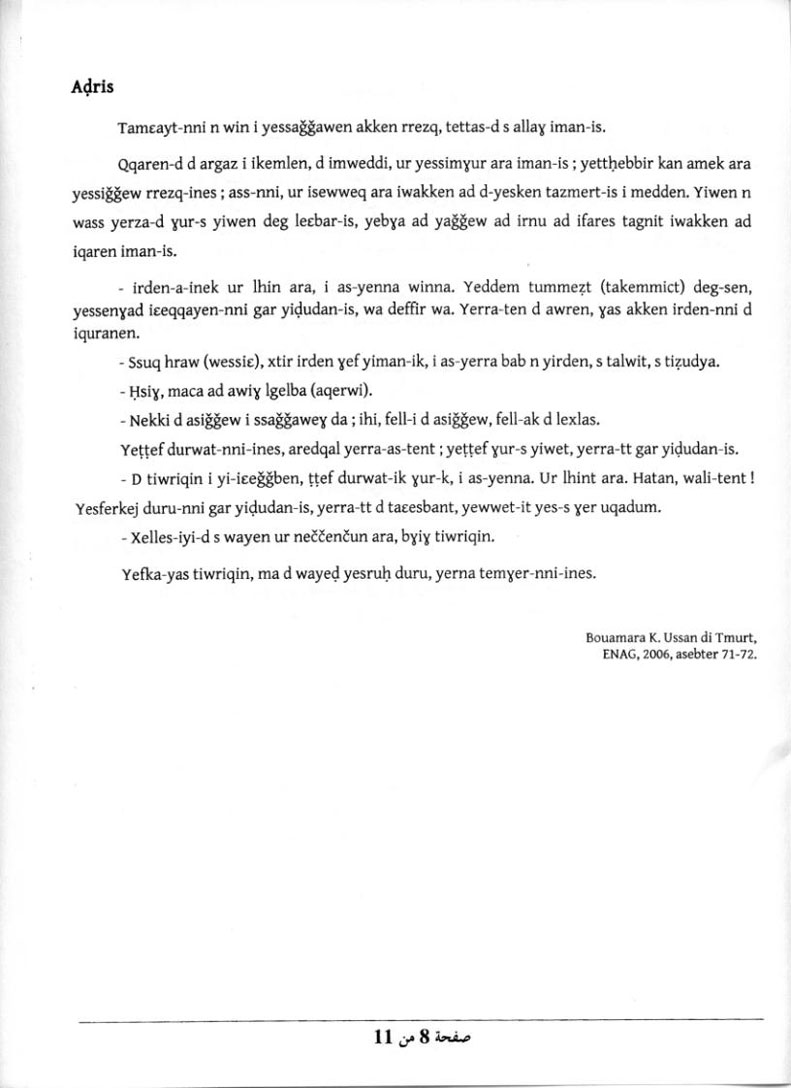 Aḍris
Tamɛayt-nni n win i yessaǧǧawen akken rrezq, tettas-d s allaɣ iman-is.
Qqaren-d d argaz i ikemlen, d imweddi, ur yessimɣur ara iman-is ; yettḥebbir kan amek ara
yessiǧǧew rrezq-ines ; ass-nni, ur isewweq ara iwakken ad d-yesken tazmert-is i medden. Yiwen n
wass yerza-d ɣur-s yiwen deg leɛbar-is, yebɣa ad yaǧǧew ad irnu ad ifares tagnit iwakken ad
iqaren iman-is.
- irden-a-inek ur lhin ara, i as-yenna winna. Yeddem tummeẓt (takemmict) deg-sen,
yessenɣad iɛeqqayen-nni gar yiḍudan-is, wa deffir wa. Yerra-ten d awren, ɣas akken irden-nni d
iquranen.
- Ssuq hraw (wessiɛ), xtir irden ɣef yiman-ik, i as-yerra bab n yirden, s talwit, s tiẓudya.
- Ḥsiɣ, maca ad awiɣ lgelba (aqerwi).
- Nekki d asiǧǧew i ssaǧǧaweɣ da ; ihi, fell-i d asiǧǧew, fell-ak d lexlas.
Yeṭṭef durwat-nni-ines, aredqal yerra-as-tent ; yeṭṭef ɣur-s yiwet, yerra-tt gar yiḍudan-is.
- D tiwriqin i yi-iɛeǧǧben, ṭṭef durwat-ik ɣur-k, i as-yenna. Ur lhint ara. Hatan, wali-tent !
Yesferkej duru-nni gar yiḍudan-is, yerra-tt d taɛesbant, yewwet-it yes-s ɣer uqadum.
- Xelles-iyi-d s wayen ur neččenčun ara, bɣiɣ tiwriqin.
Yefka-yas tiwriqin, ma d wayeḍ yesruḥ duru, yerna temɣer-nni-ines.
Bouamara K. Ussan di Tmurt,
ENAG, 2006, asebter 71-72.
صفحة 8 من 11